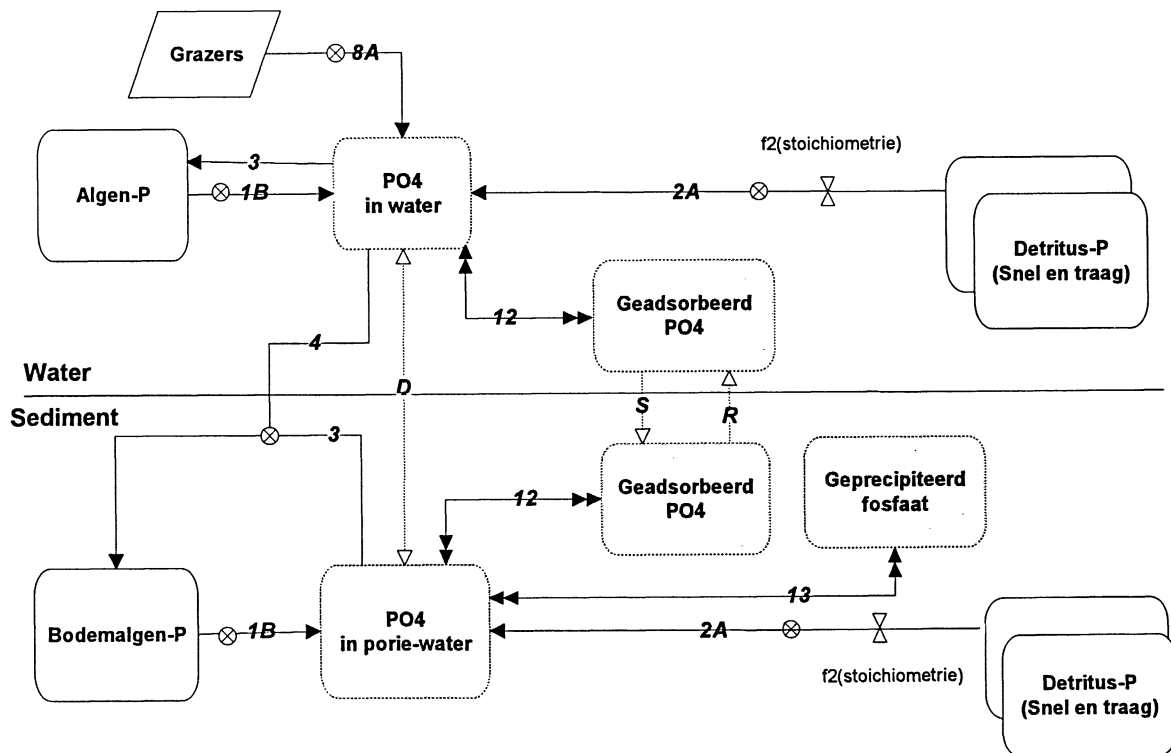 Grazers
8A
f2(stoichiometrie)
3
Algen-P
1B
PO4
in water
2A
Detritus-P
(Snel en traag)
12
Geadsorbeerd
PO4
4
Water
D
Sediment
S
R
3
12
Geadsorbeerd
PO4
Geprecipiteerd
fosfaat
13
Bodemalgen-P
1B
PO4
in porie-water
2A
f2(stoichiometrie)
Detritus-P
(Snel en traag)